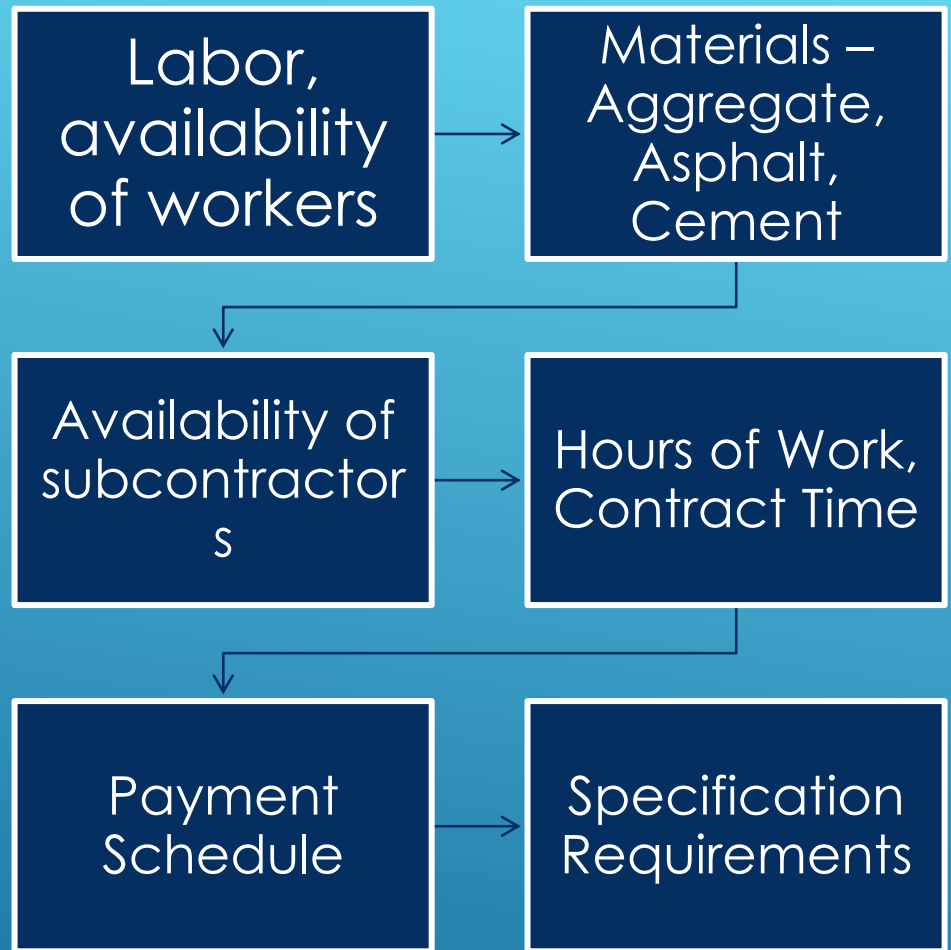 Labor,
availability
of workers
Materials –
Aggregate,
Asphalt,
Cement
Availability of
subcontractor
s
Hours of Work,
Contract Time
Payment
Schedule
Specification
Requirements